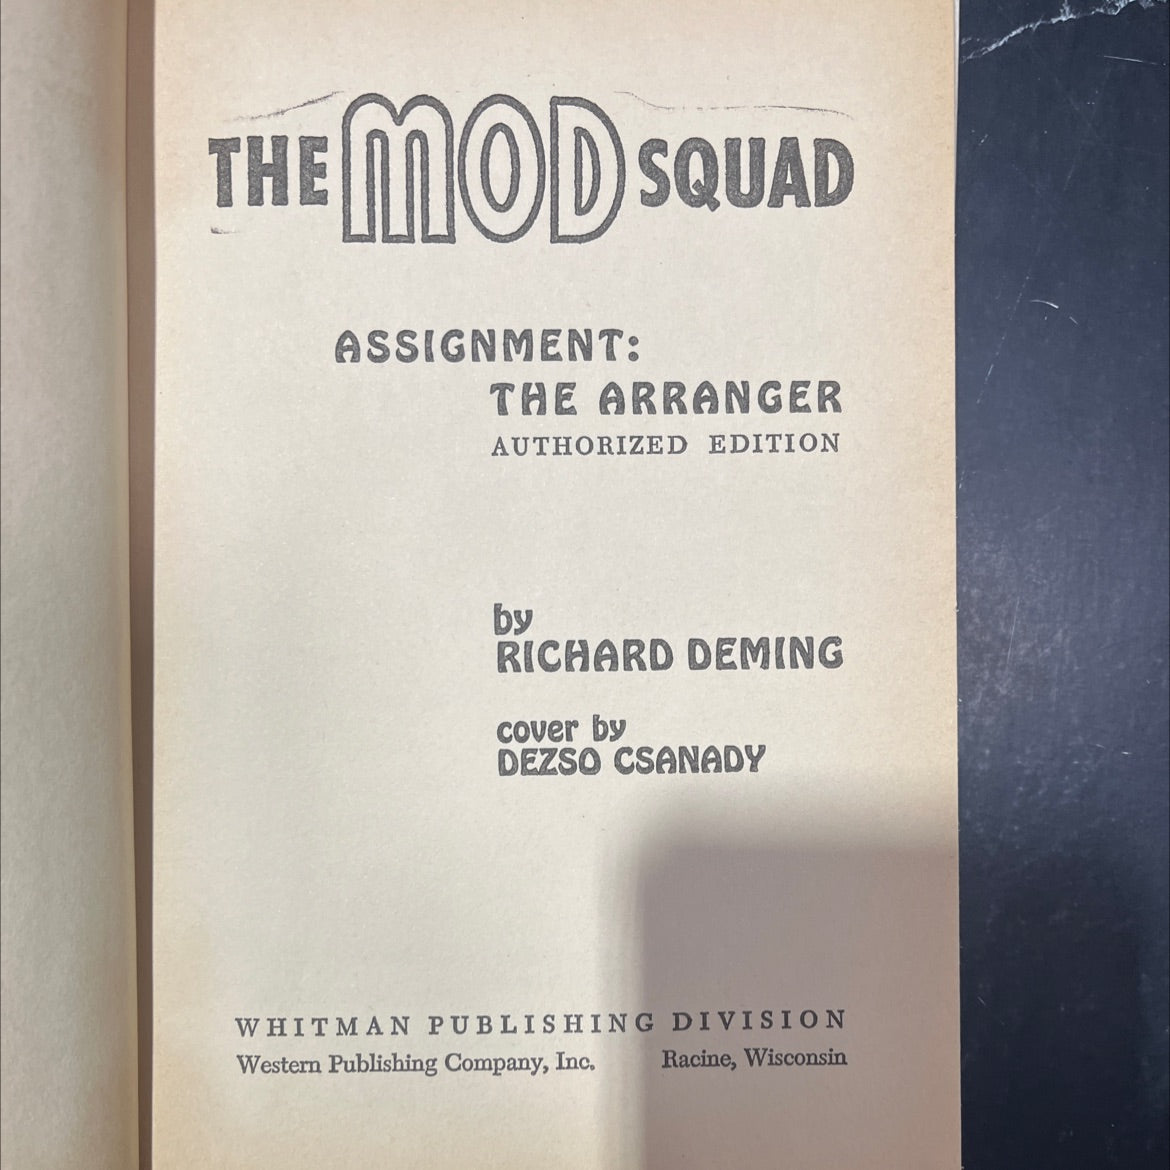 THE MOD SQUAD
ASSIGNMENT:
THE ARRANGER
AUTHORIZED EDITION
by
RICHARD DEMING
cover by
DEZSO CSANADY
WHITMAN PUBLISHING DIVISION
Western Publishing Company, Inc. Racine, Wisconsin